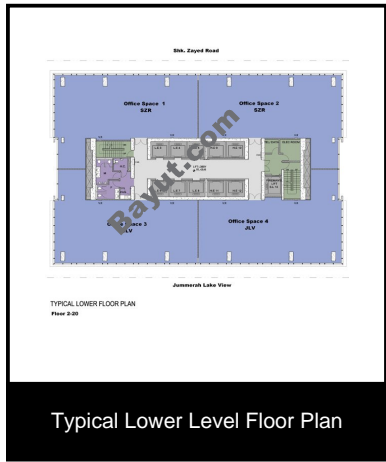 Shk. Zayed Road
Office Space 1
SZR
Office Space 2
SZR
Bayut.com
Office Space 3
JLV
Office Space 4
JLV
Jummerah Lake View
TYPICAL LOWER FLOOR PLAN
Floor 2-20
Typical Lower Level Floor Plan